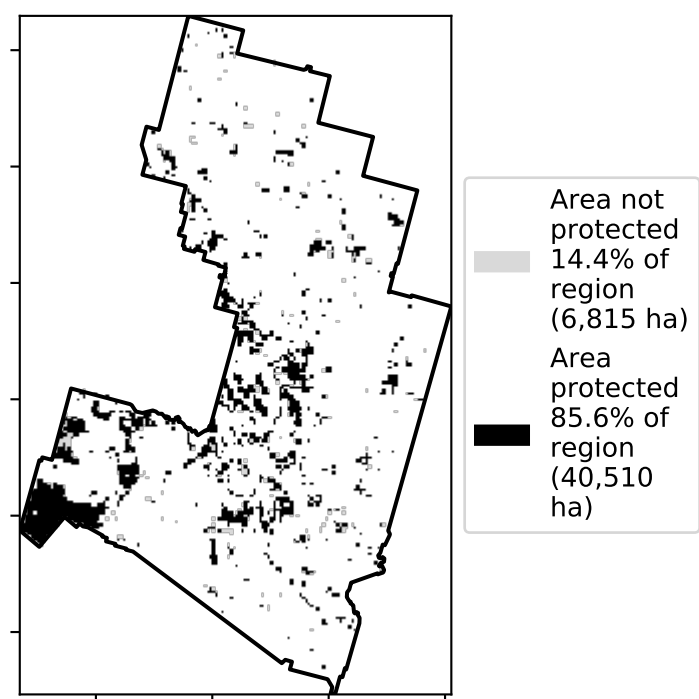 Area not
protected
14.4% of
region
(6,815 ha)
Area
protected
85.6% of
region
(40,510
ha)